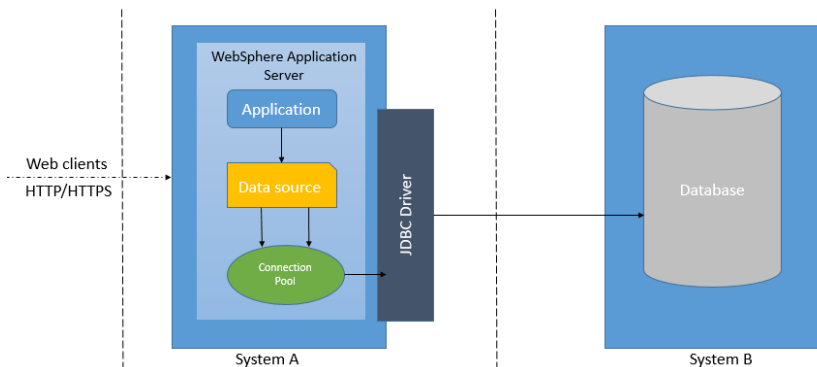 WebSphere Application
Server
Application
Web clients
HTTP/HTTPS
Data source
Connection
Pool
JDBC Driver
Database
System A
System B